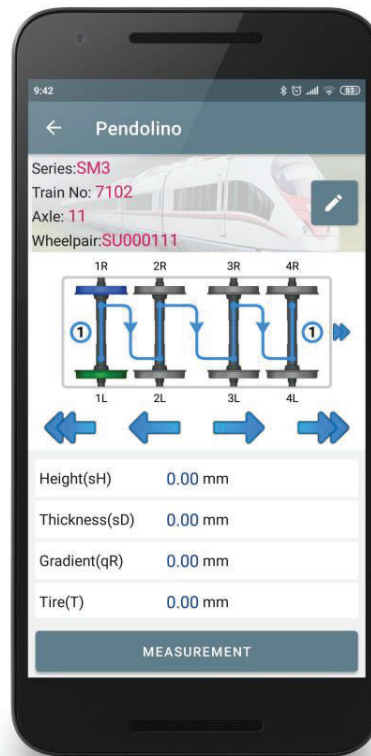 9:42
83
Pendolino
Series:SM3
Train No: 7102
Axle: 11
Wheelpair:SU000111
1R 2R 3R 4R
1 1
1L 2L 3L 4L
Height(sH) 0.00 mm
Thickness(sD) 0.00 mm
Gradient(qR) 0.00 mm
Tire(T) 0.00 mm
MEASUREMENT